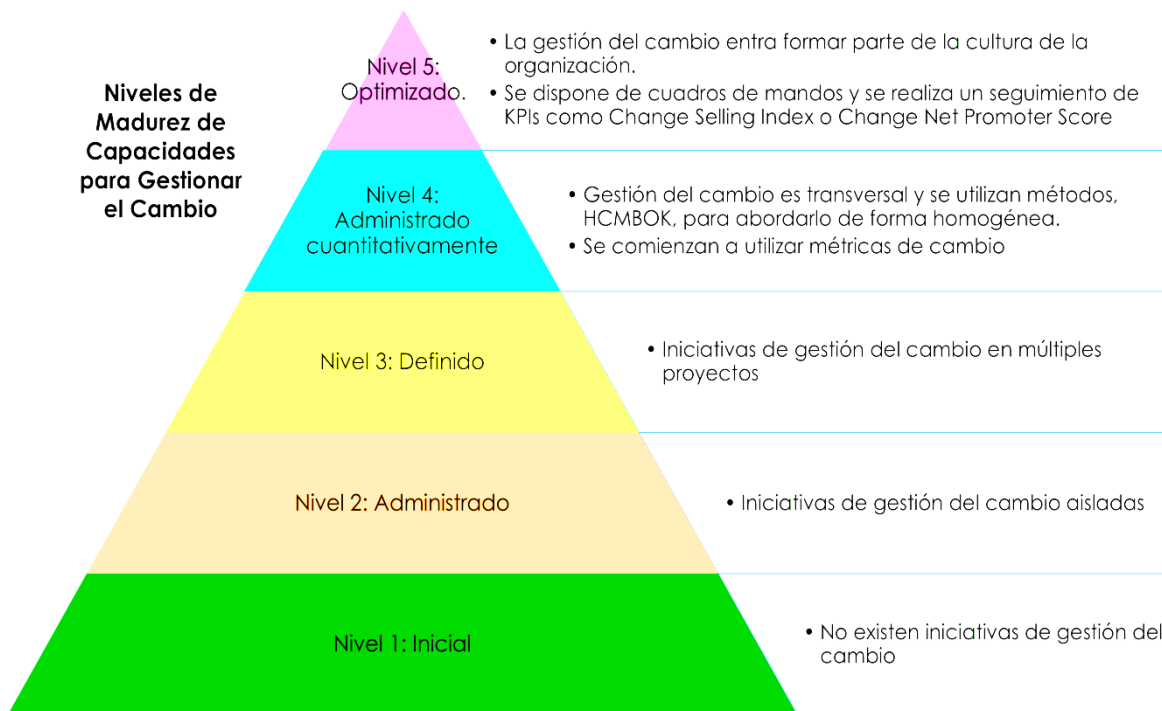 Niveles de
Madurez de
Capacidades
para Gestionar
el Cambio
Nivel 5:
Optimizado.
• La gestión del cambio entra formar parte de la cultura de la
organización.
• Se dispone de cuadros de mandos y se realiza un seguimiento de
KPIs como Change Selling Index o Change Net Promoter Score
Nivel 4:
Administrado
cuantitativamente
• Gestión del cambio es transversal y se utilizan métodos,
HCMBOK, para abordarlo de forma homogénea.
• Se comienzan a utilizar métricas de cambio
Nivel 3: Definido
• Iniciativas de gestión del cambio en múltiples
proyectos
Nivel 2: Administrado
• Iniciativas de gestión del cambio aisladas
Nivel 1: Inicial
• No existen iniciativas de gestión del
cambio